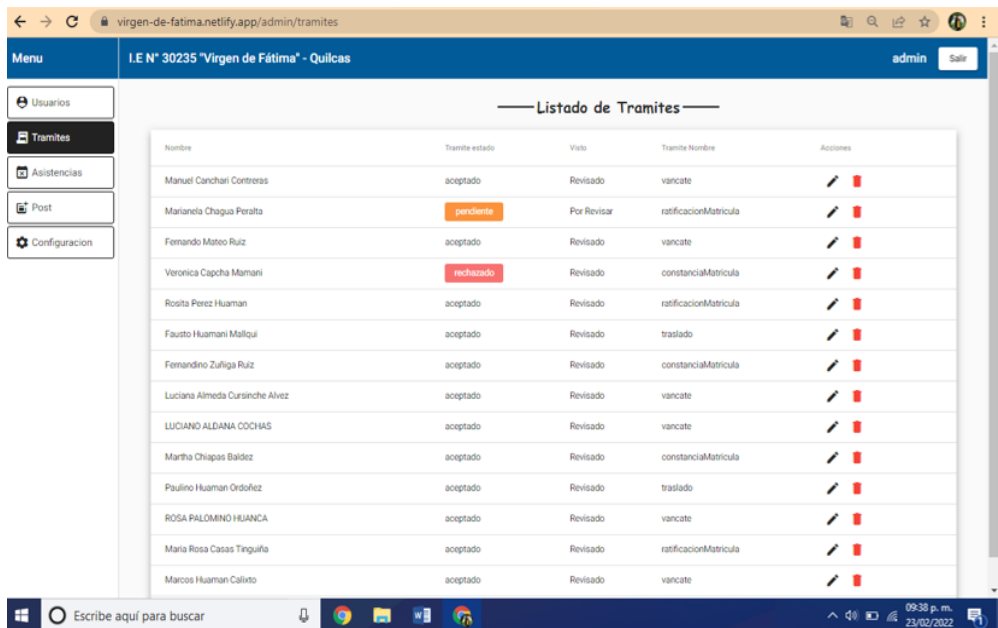 virgen-de-fatima.netlify.app/admin/tramites
Menu
I.E N° 30235 "Virgen de Fátima" - Quilcas
admin
Salir
Usuarios
Tramites
Asistencias
Post
Configuracion
Listado de Tramites
Nombre Tramite estado Visto Tramite Nombre Acciones
Manuel Canchari Contreras aceptado Revisado vancate
Marianela Chagua Peralta pendiente Por Revisar ratificacionMatricula
Fernando Mateo Ruiz aceptado Revisado vancate
Veronica Capcha Mamani rechazado Revisado constanciaMatricula
Rosita Perez Huaman aceptado Revisado ratificacionMatricula
Fausto Huamani Mallqui aceptado Revisado traslado
Fernandino Zuñiga Ruiz aceptado Revisado constanciaMatricula
Luciana Almeda Cursinche Alvez aceptado Revisado vancate
LUCIANO ALDANA COCHAS aceptado Revisado vancate
Martha Chiapas Baldez aceptado Revisado constanciaMatricula
Paulino Huaman Ordoñez aceptado Revisado traslado
ROSA PALOMINO HUANCA aceptado Revisado vancate
Maria Rosa Casas Tinguiña aceptado Revisado ratificacionMatricula
Marcos Huaman Calixto aceptado Revisado vancate
Escribe aquí para buscar
09:38 p. m.
23/02/2022